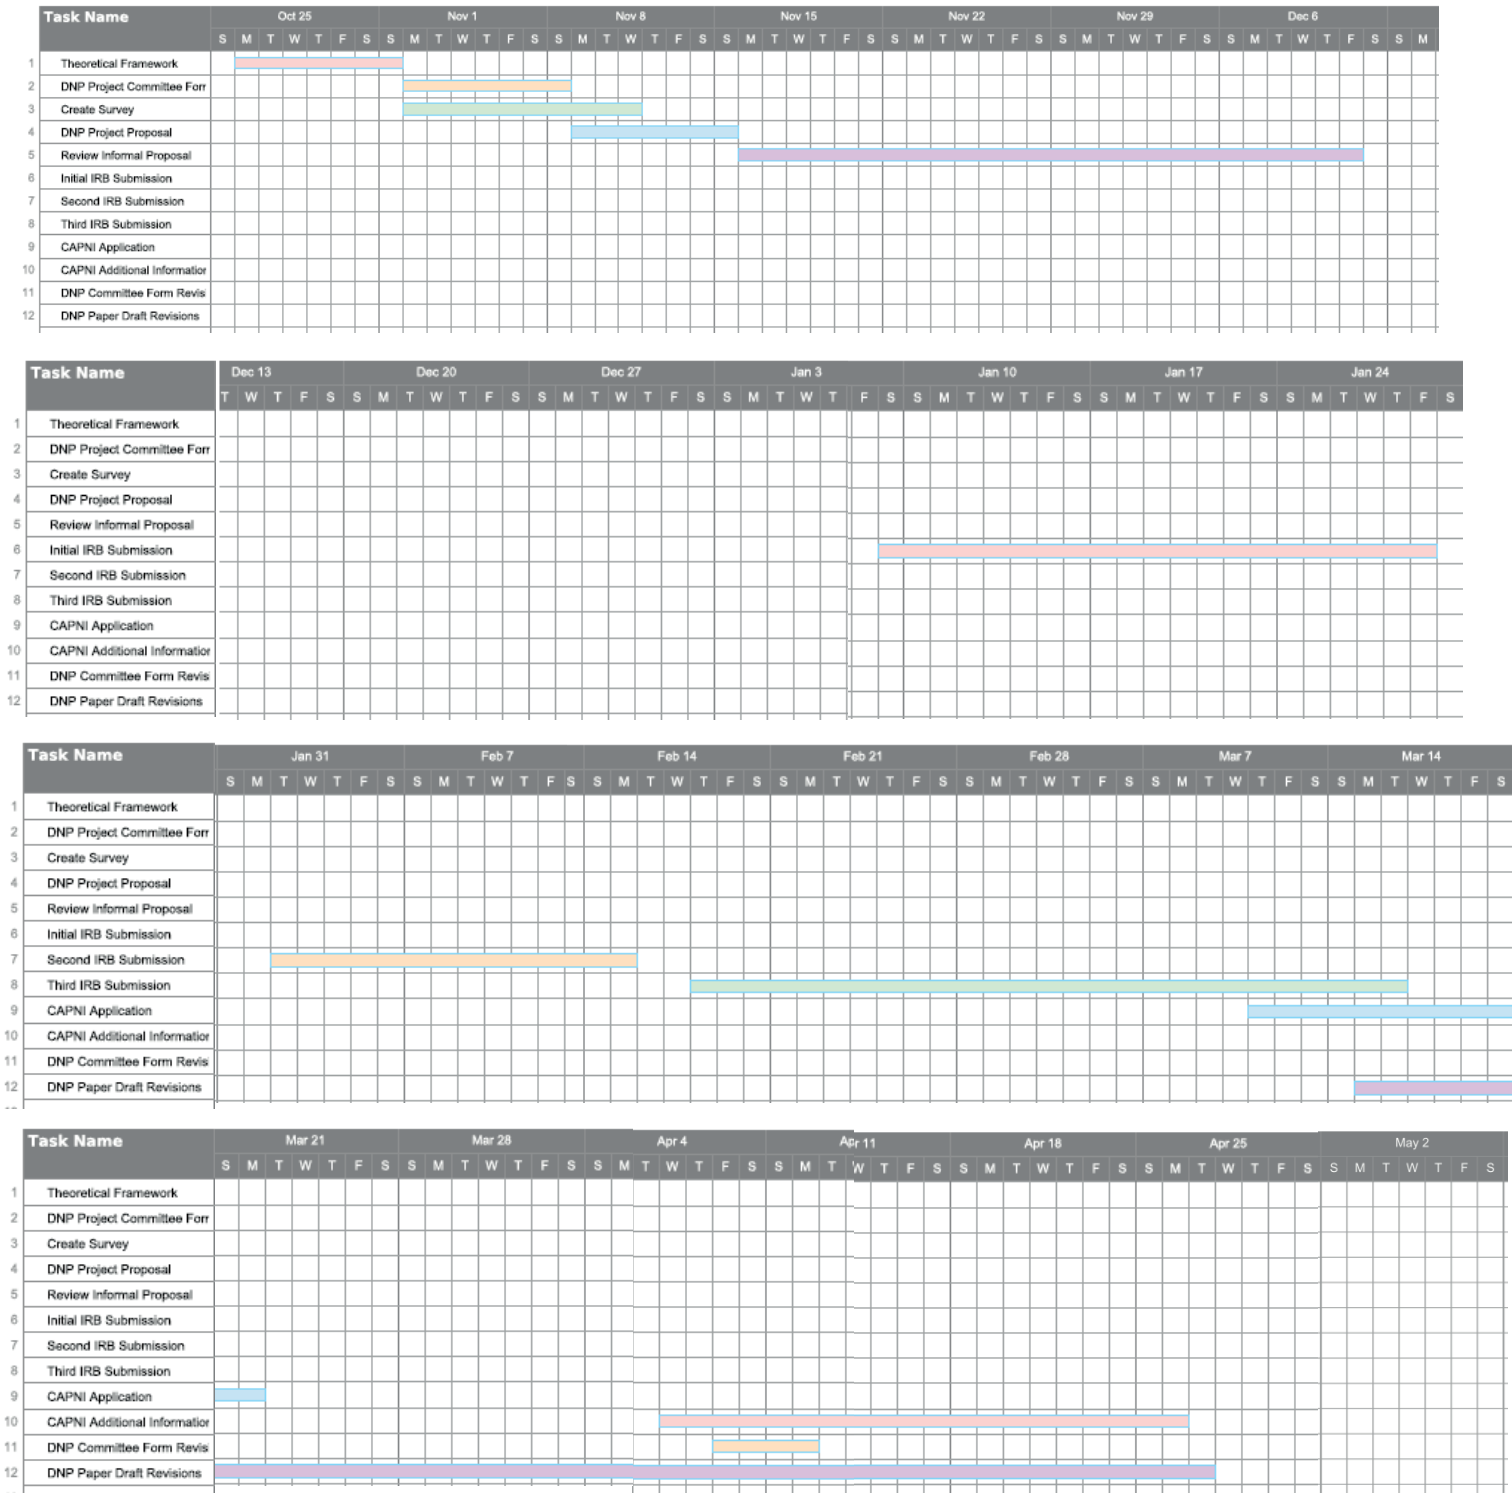 Task Name Oct 25 Nov 1 Nov 8 Nov 15 Nov 22 Nov 29 Dec 6
S M T W T F S S M T W T F S S M T W T F S S M T W T F S S M T W T F S S M T W T F S S M T W T F S S M
1 Theoretical Framework
2 DNP Project Committee Forr
3 Create Survey
4 DNP Project Proposal
5 Review Informal Proposal
6 Initial IRB Submission
7 Second IRB Submission
8 Third IRB Submission
9 CAPNI Application
10 CAPNI Additional Informatior
11 DNP Committee Form Revis
12 DNP Paper Draft Revisions
Task Name Dec 13 Dec 20 Dec 27 Jan 3 Jan 10 Jan 17 Jan 24
T W T F S S M T W T F S S M T W T F S S M T W T F S S M T W T F S S M T W T F S S M T W T F S
1 Theoretical Framework
2 DNP Project Committee Forr
3 Create Survey
4 DNP Project Proposal
5 Review Informal Proposal
6 Initial IRB Submission
7 Second IRB Submission
8 Third IRB Submission
9 CAPNI Application
10 CAPNI Additional Informatior
11 DNP Committee Form Revis
12 DNP Paper Draft Revisions
Task Name Jan 31 Feb 7 Feb 14 Feb 21 Feb 28 Mar 7 Mar 14
S M T W T F S S M T W T F S S M T W T F S S M T W T F S S M T W T F S S M T W T F S S M T W T F S
1 Theoretical Framework
2 DNP Project Committee Forr
3 Create Survey
4 DNP Project Proposal
5 Review Informal Proposal
6 Initial IRB Submission
7 Second IRB Submission
8 Third IRB Submission
9 CAPNI Application
10 CAPNI Additional Informatior
11 DNP Committee Form Revis
12 DNP Paper Draft Revisions
Task Name Mar 21 Mar 28 Apr 4 Apr 11 Apr 18 Apr 25 May 2
S M T W T F S S M T W T F S S M T W T F S S M T W T F S S M T W T F S S M T W T F S S M T W T F S
1 Theoretical Framework
2 DNP Project Committee Forr
3 Create Survey
4 DNP Project Proposal
5 Review Informal Proposal
6 Initial IRB Submission
7 Second IRB Submission
8 Third IRB Submission
9 CAPNI Application
10 CAPNI Additional Informatior
11 DNP Committee Form Revis
12 DNP Paper Draft Revisions